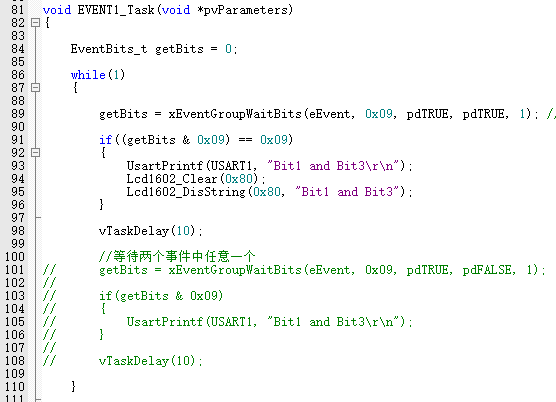 81 void EVENT1_Task(void *pvParameters)
82 {
83
84 EventBits_t getBits = 0;
85
86 while(1)
87 {
88
89 getBits = xEventGroupWaitBits(eEvent, 0x09, pdTRUE, pdTRUE, 1); //
90
91 if((getBits & 0x09) == 0x09)
92 {
93 UsartPrintf(USART1, "Bit1 and Bit3\r\n");
94 Lcd1602_Clear(0x80);
95 Lcd1602_DisString(0x80, "Bit1 and Bit3");
96 }
97
98 vTaskDelay(10);
99
100 //等待两个事件中任意一个
101 // getBits = xEventGroupWaitBits(eEvent, 0x09, pdTRUE, pdFALSE, 1);
102 //
103 // if(getBits & 0x09)
104 // {
105 // UsartPrintf(USART1, "Bit1 and Bit3\r\n");
106 // }
107 //
108 // vTaskDelay(10);
109
110 }
111